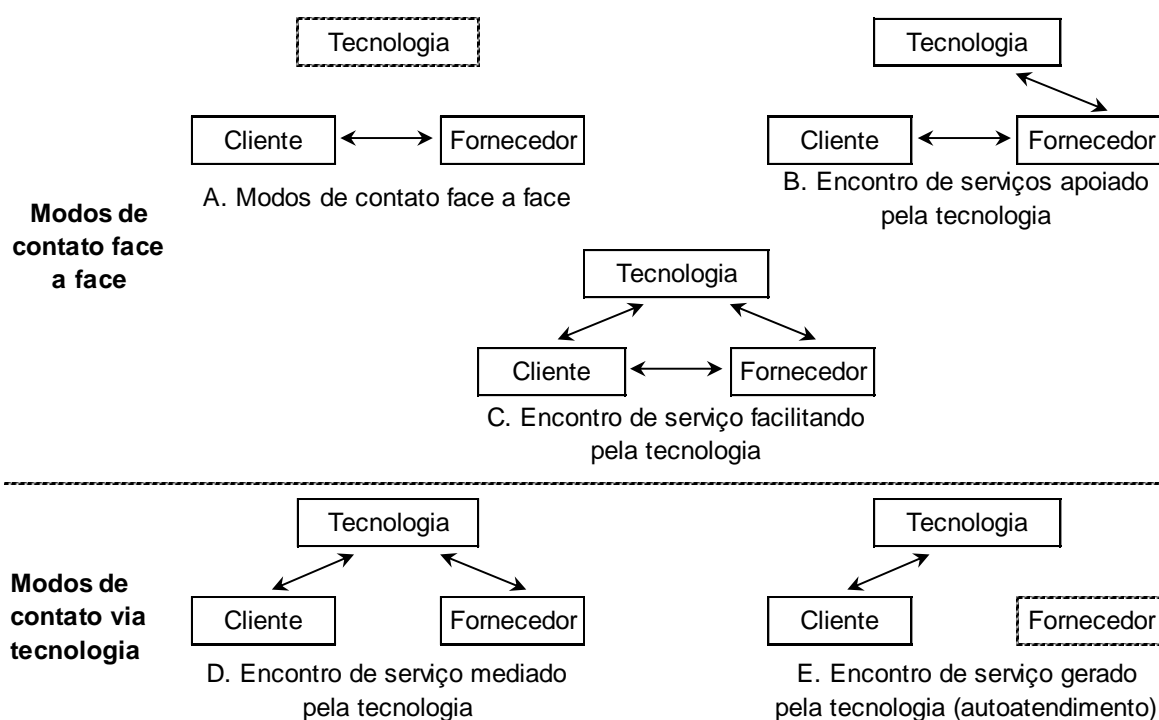 Tecnologia
Cliente
Fornecedor
A. Modos de contato face a face
Tecnologia
Cliente
Fornecedor
B. Encontro de serviços apoiado
pela tecnologia
Modos de
contato face
a face
Tecnologia
Cliente
Fornecedor
C. Encontro de serviço facilitando
pela tecnologia
Modos de
contato via
tecnologia
Tecnologia
Cliente
Fornecedor
D. Encontro de serviço mediado
pela tecnologia
Tecnologia
Cliente
Fornecedor
E. Encontro de serviço gerado
pela tecnologia (autoatendimento)